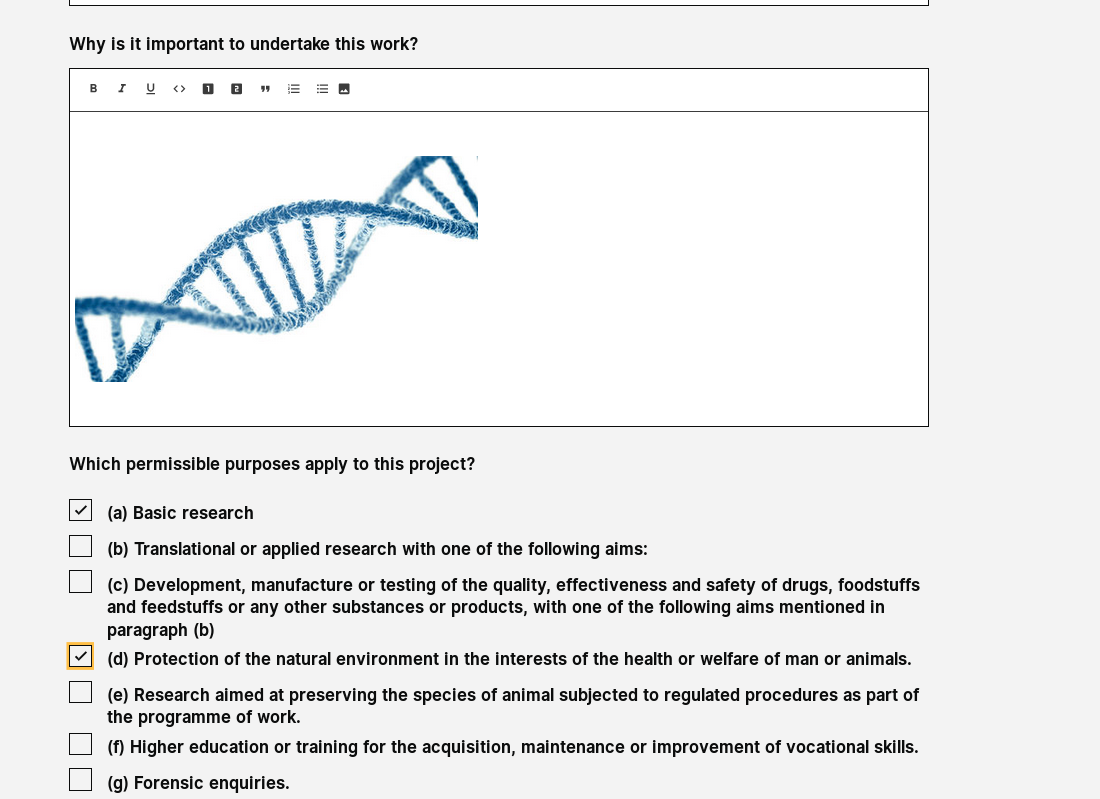 Why is it important to undertake this work?
B I U <> 1 2 "
Which permissible purposes apply to this project?
(a) Basic research
(b) Translational or applied research with one of the following aims:
(c) Development, manufacture or testing of the quality, effectiveness and safety of drugs, foodstuffs
and feedstuffs or any other substances or products, with one of the following aims mentioned in
paragraph (b)
(d) Protection of the natural environment in the interests of the health or welfare of man or animals.
(e) Research aimed at preserving the species of animal subjected to regulated procedures as part of
the programme of work.
(f) Higher education or training for the acquisition, maintenance or improvement of vocational skills.
(g) Forensic enquiries.